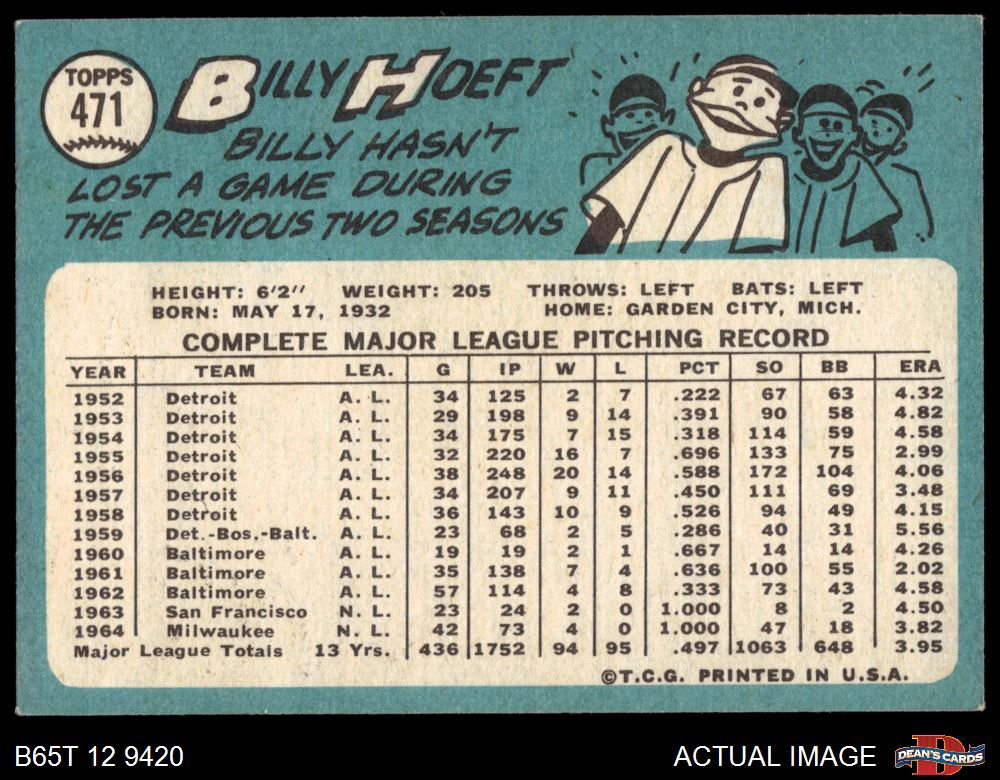 TOPPS
471
BILLY HOEFT
BILLY HASN'T
LOST A GAME DURING
THE PREVIOUS TWO SEASONS
HEIGHT: 6'2" WEIGHT: 205 THROWS: LEFT BATS: LEFT
BORN: MAY 17, 1932 HOME: GARDEN CITY, MICH.
COMPLETE MAJOR LEAGUE PITCHING RECORD
YEAR TEAM LEA. G IP W L PCT SO BB ERA
1952 Detroit A. L. 34 125 2 7 .222 67 63 4.32
1953 Detroit A. L. 29 198 9 14 .391 90 58 4.82
1954 Detroit A. L. 34 175 7 15 .318 114 59 4.58
1955 Detroit A. L. 32 220 16 7 .696 133 75 2.99
1956 Detroit A. L. 38 248 20 14 .588 172 104 4.06
1957 Detroit A. L. 34 207 9 11 .450 111 69 3.48
1958 Detroit A. L. 36 143 10 9 .526 94 49 4.15
1959 Det.-Bos.-Balt. A. L. 23 68 2 5 .286 40 31 5.56
1960 Baltimore A. L. 19 19 2 1 .667 14 14 4.26
1961 Baltimore A. L. 35 138 7 4 .636 100 55 2.02
1962 Baltimore A. L. 57 114 4 8 .333 73 43 4.58
1963 San Francisco N. L. 23 24 2 0 1.000 8 2 4.50
1964 Milwaukee N. L. 42 73 4 0 1.000 47 18 3.82
Major League Totals 13 Yrs. 436 1752 94 95 .497 1063 648 3.95
©T.C.G. PRINTED IN U.S.A.
B65T 12 9420 ACTUAL IMAGE
D
DEAN'S CARDS